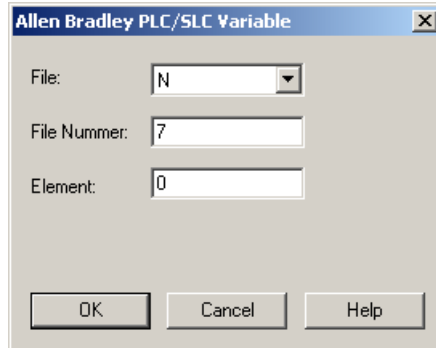 Allen Bradley PLC/SLC Variable
File: N
File Nummer: 7
Element: 0
OK Cancel Help